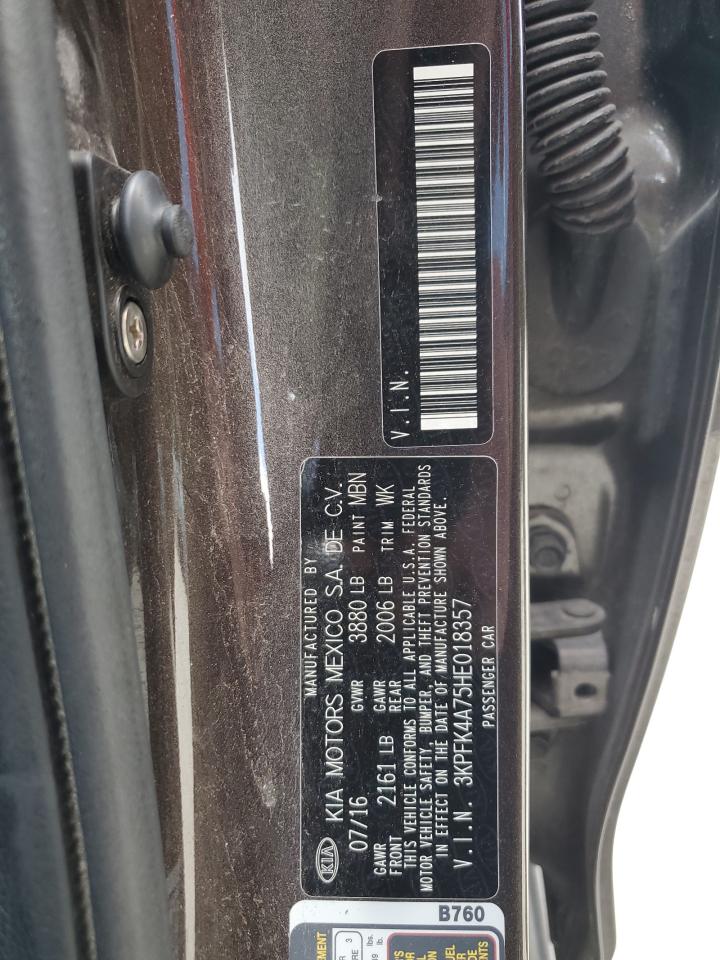 V.I.N.
MANUFACTURED BY
KIA KIA MOTORS MEXICO S.A. DE C.V.
07/16 GVWR 3880 LB PAINT MBN
GAWR FRONT 2161 LB GAWR REAR 2006 LB TRIM WK
THIS VEHICLE CONFORMS TO ALL APPLICABLE U.S.A. FEDERAL
MOTOR VEHICLE SAFETY, BUMPER, AND THEFT PREVENTION STANDARDS
IN EFFECT ON THE DATE OF MANUFACTURE SHOWN ABOVE.
V.I.N. 3KPFK4A75HE018357
PASSENGER CAR
B760